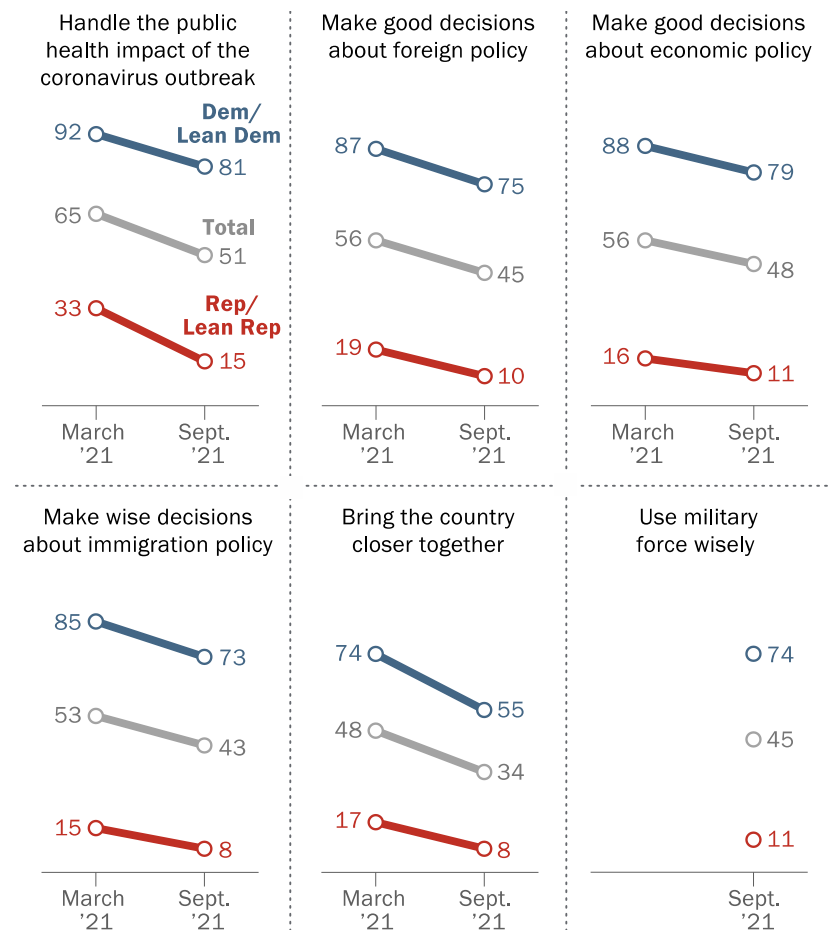 Handle the public
health impact of the
coronavirus outbreak
Dem/
Lean Dem
92
81
Total
65
51
Rep/
Lean Rep
33
15
March
'21
Sept.
'21
Make good decisions
about foreign policy
87
75
56
45
19
10
March
'21
Sept.
'21
Make good decisions
about economic policy
88
79
56
48
16
11
March
'21
Sept.
'21
Make wise decisions
about immigration policy
85
73
53
43
15
8
March
'21
Sept.
'21
Bring the country
closer together
74
55
48
34
17
8
March
'21
Sept.
'21
Use military
force wisely
74
45
11
Sept.
'21